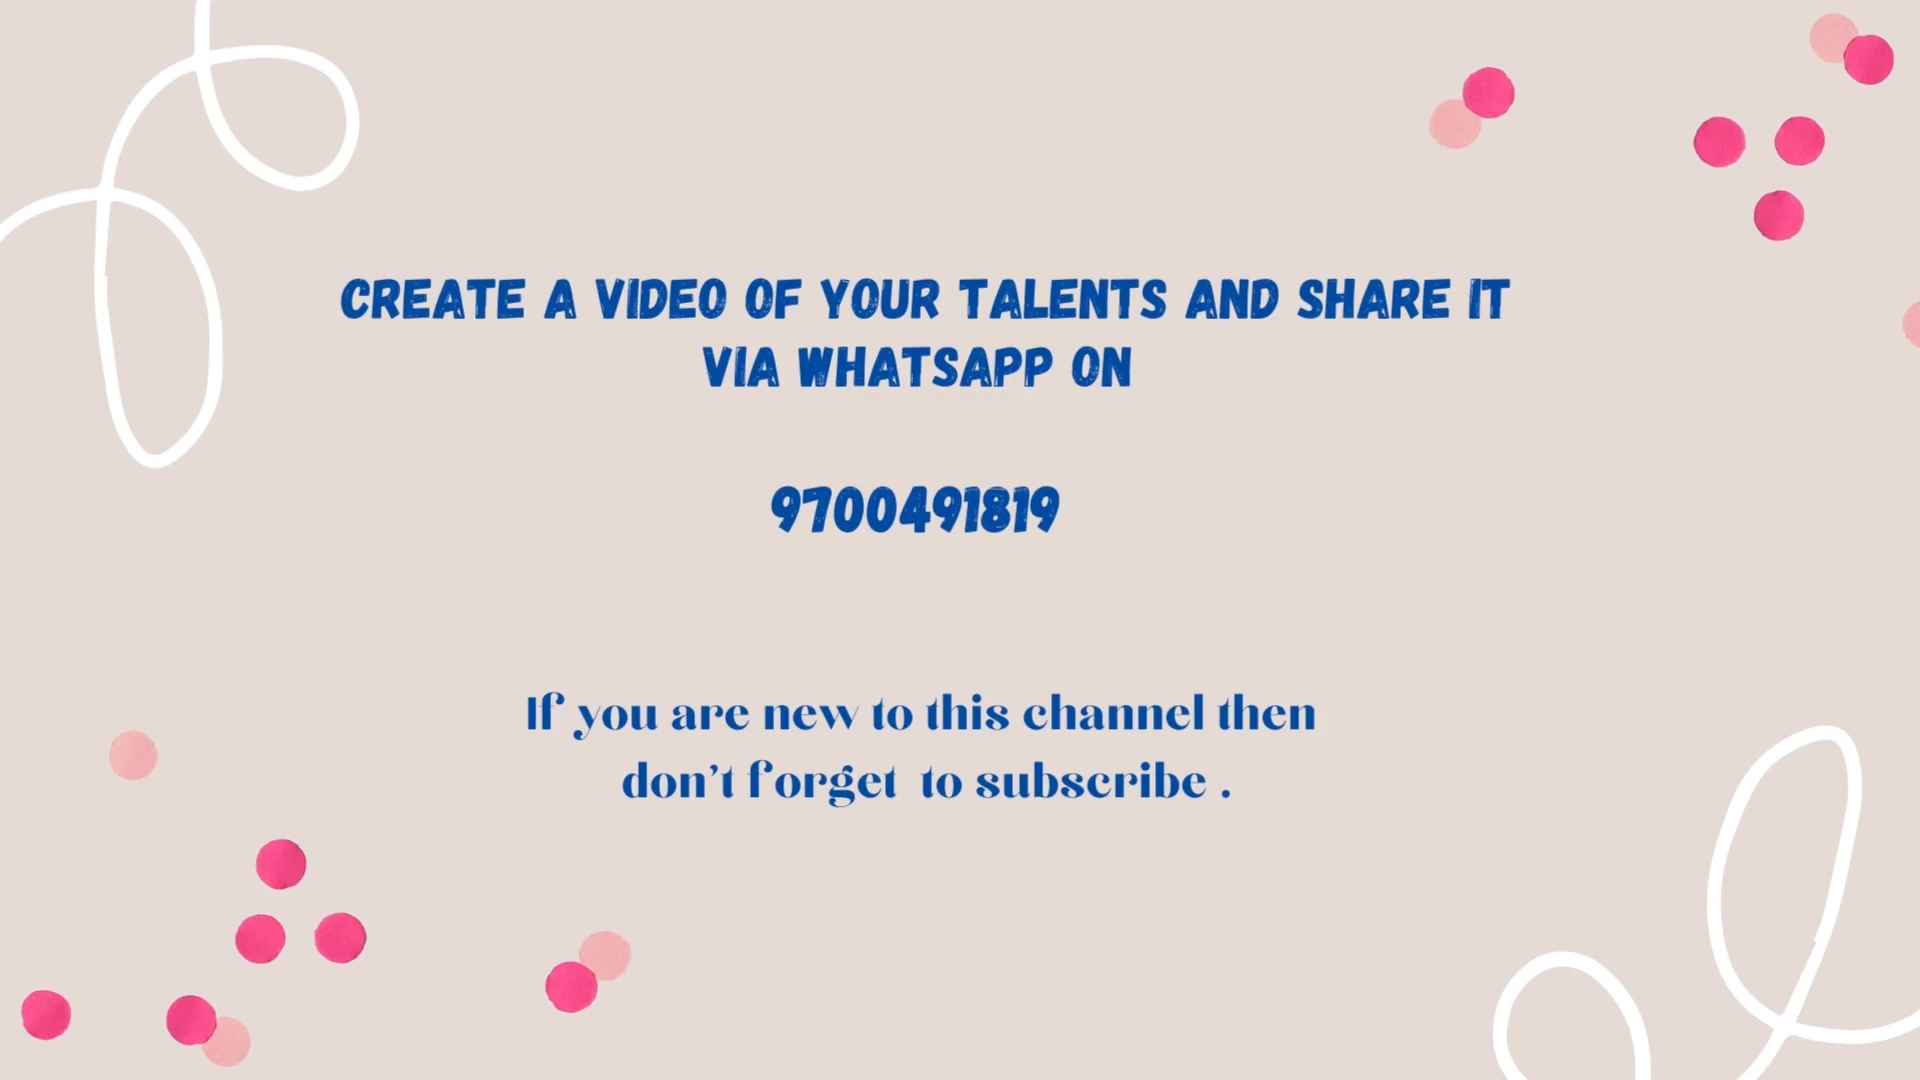 CREATE A VIDEO OF YOUR TALENTS AND SHARE IT
VIA WHATSAPP ON
9700491819
If you are new to this channel then
don't forget to subscribe .